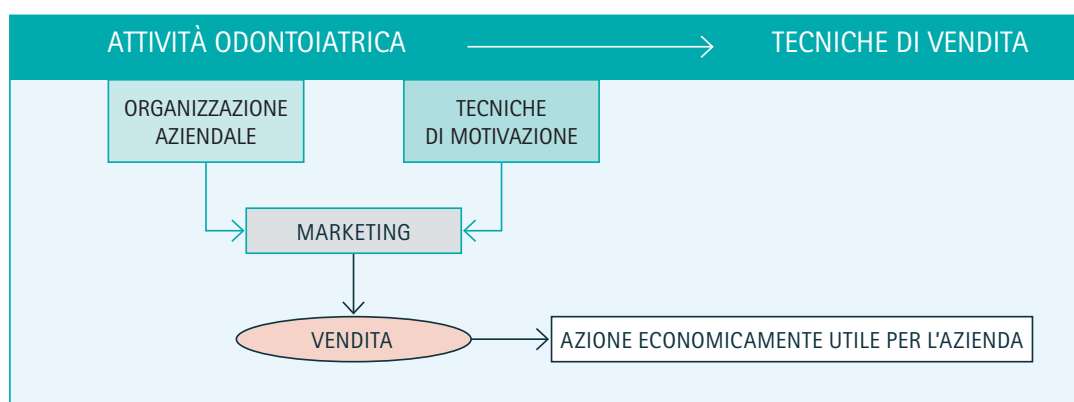 ATTIVITÀ ODONTOIATRICA
TECNICHE DI VENDITA
ORGANIZZAZIONE
AZIENDALE
TECNICHE
DI MOTIVAZIONE
MARKETING
VENDITA
AZIONE ECONOMICAMENTE UTILE PER L'AZIENDA